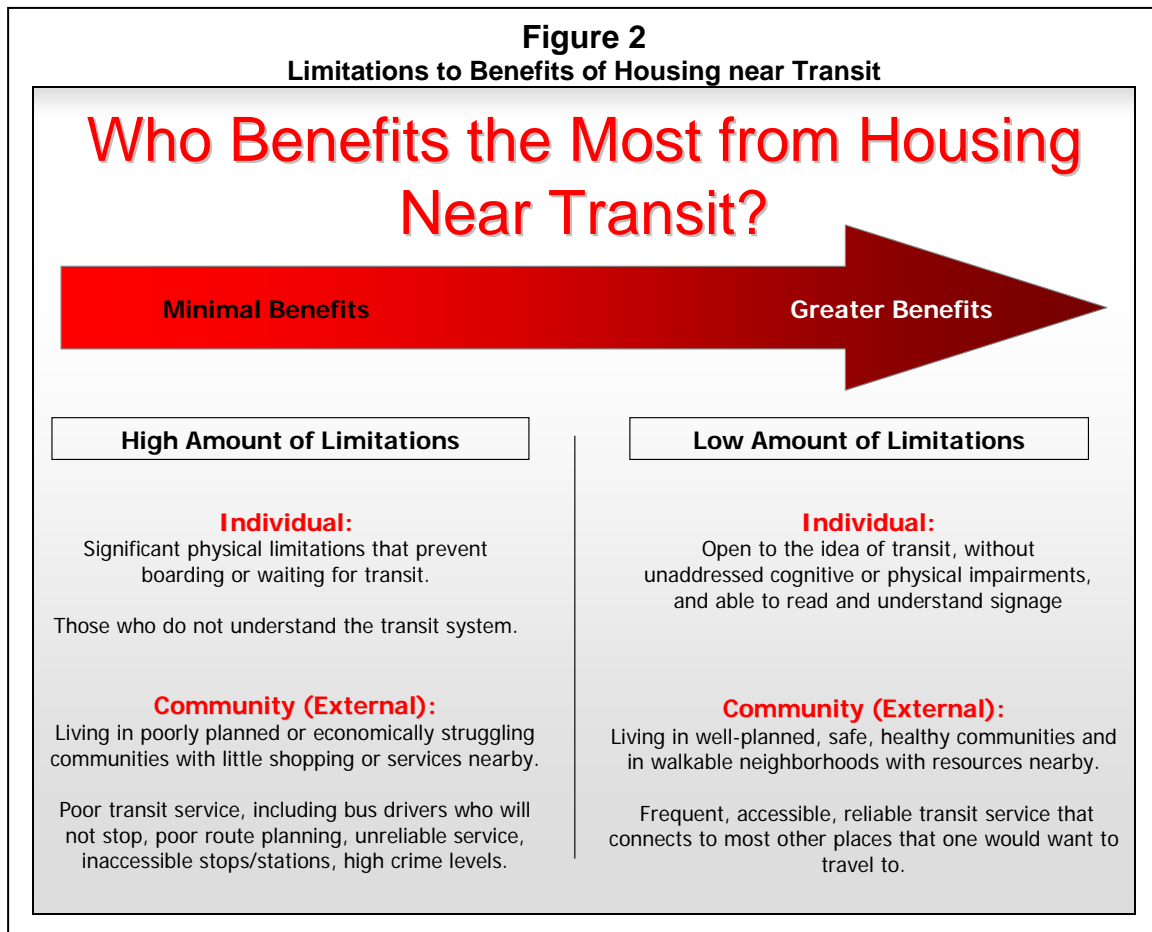 Figure 2
Limitations to Benefits of Housing near Transit
Who Benefits the Most from Housing
Near Transit?
Minimal Benefits
Greater Benefits
High Amount of Limitations
Individual:
Significant physical limitations that prevent
boarding or waiting for transit.
Those who do not understand the transit system.
Community (External):
Living in poorly planned or economically struggling
communities with little shopping or services nearby.
Poor transit service, including bus drivers who will
not stop, poor route planning, unreliable service,
inaccessible stops/stations, high crime levels.
Low Amount of Limitations
Individual:
Open to the idea of transit, without
unaddressed cognitive or physical impairments,
and able to read and understand signage
Community (External):
Living in well-planned, safe, healthy communities and
in walkable neighborhoods with resources nearby.
Frequent, accessible, reliable transit service that
connects to most other places that one would want to
travel to.